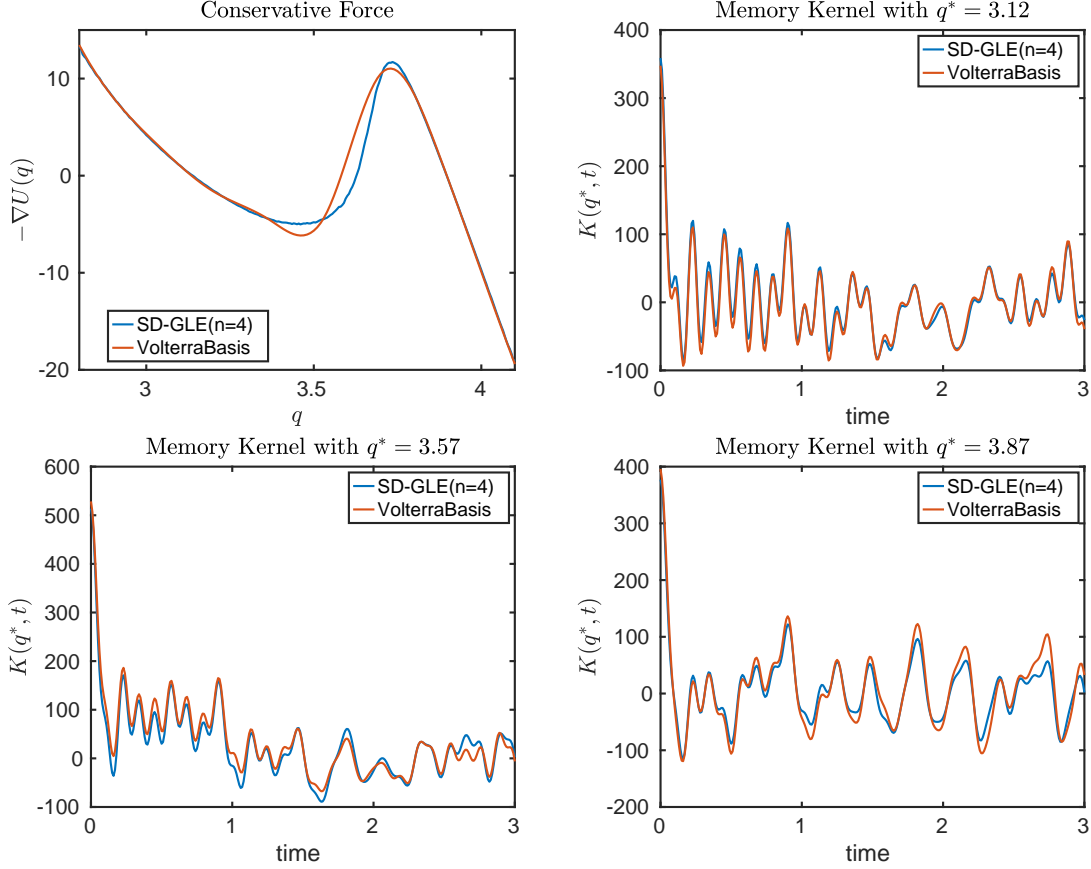 Conservative Force
−∇U(q)
10
0
-10
-20
3
3.5
4
q
SD-GLE(n=4)
VolterraBasis
Memory Kernel with q* = 3.12
K(q*, t)
400
300
200
100
0
-100
0
1
2
3
time
SD-GLE(n=4)
VolterraBasis
Memory Kernel with q* = 3.57
K(q*, t)
600
500
400
300
200
100
0
-100
0
1
2
3
time
SD-GLE(n=4)
VolterraBasis
Memory Kernel with q* = 3.87
K(q*, t)
400
300
200
100
0
-100
-200
0
1
2
3
time
SD-GLE(n=4)
VolterraBasis